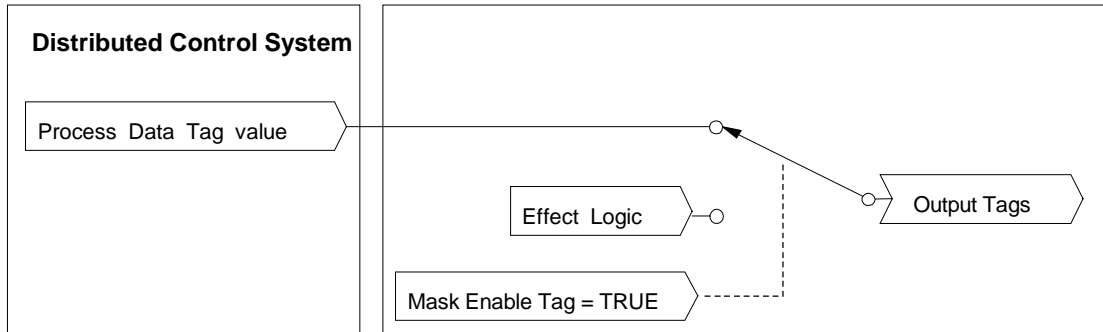 Distributed Control System
Process Data Tag value
Effect Logic
Output Tags
Mask Enable Tag = TRUE